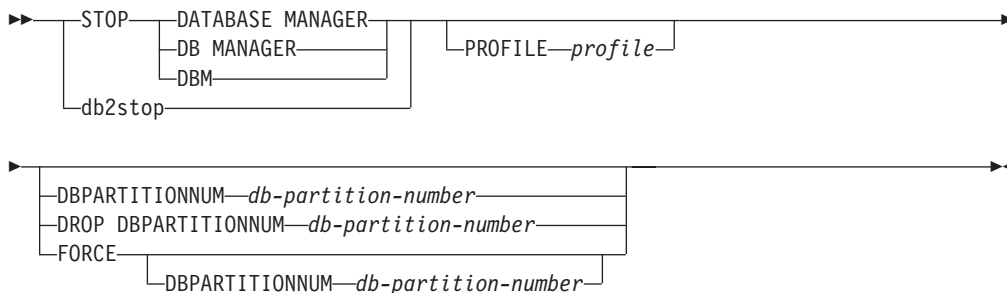 STOP DATABASE MANAGER
DB MANAGER
DBM
PROFILE profile
db2stop
DBPARTITIONNUM db-partition-number
DROP DBPARTITIONNUM db-partition-number
FORCE
DBPARTITIONNUM db-partition-number